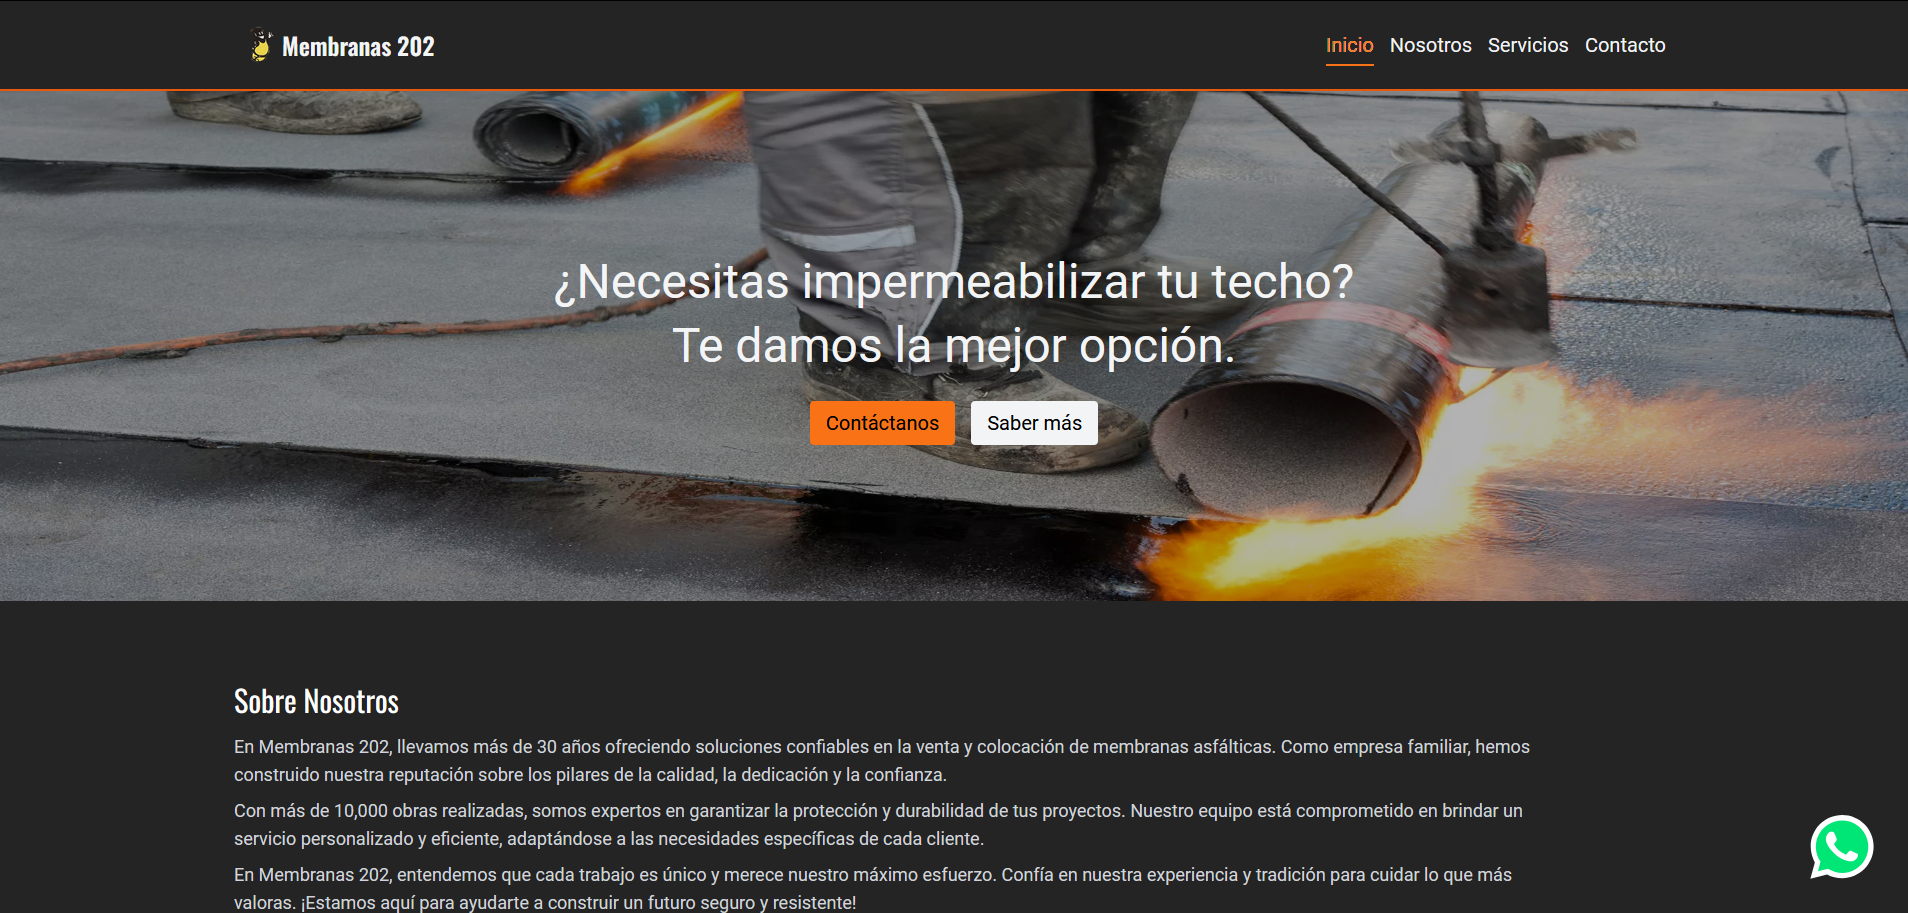 Membranas 202
Inicio Nosotros Servicios Contacto
¿Necesitas impermeabilizar tu techo?
Te damos la mejor opción.
Contáctanos Saber más
Sobre Nosotros
En Membranas 202, llevamos más de 30 años ofreciendo soluciones confiables en la venta y colocación de membranas asfálticas. Como empresa familiar, hemos
construido nuestra reputación sobre los pilares de la calidad, la dedicación y la confianza.
Con más de 10,000 obras realizadas, somos expertos en garantizar la protección y durabilidad de tus proyectos. Nuestro equipo está comprometido en brindar un
servicio personalizado y eficiente, adaptándose a las necesidades específicas de cada cliente.
En Membranas 202, entendemos que cada trabajo es único y merece nuestro máximo esfuerzo. Confía en nuestra experiencia y tradición para cuidar lo que más
valoras. ¡Estamos aquí para ayudarte a construir un futuro seguro y resistente!